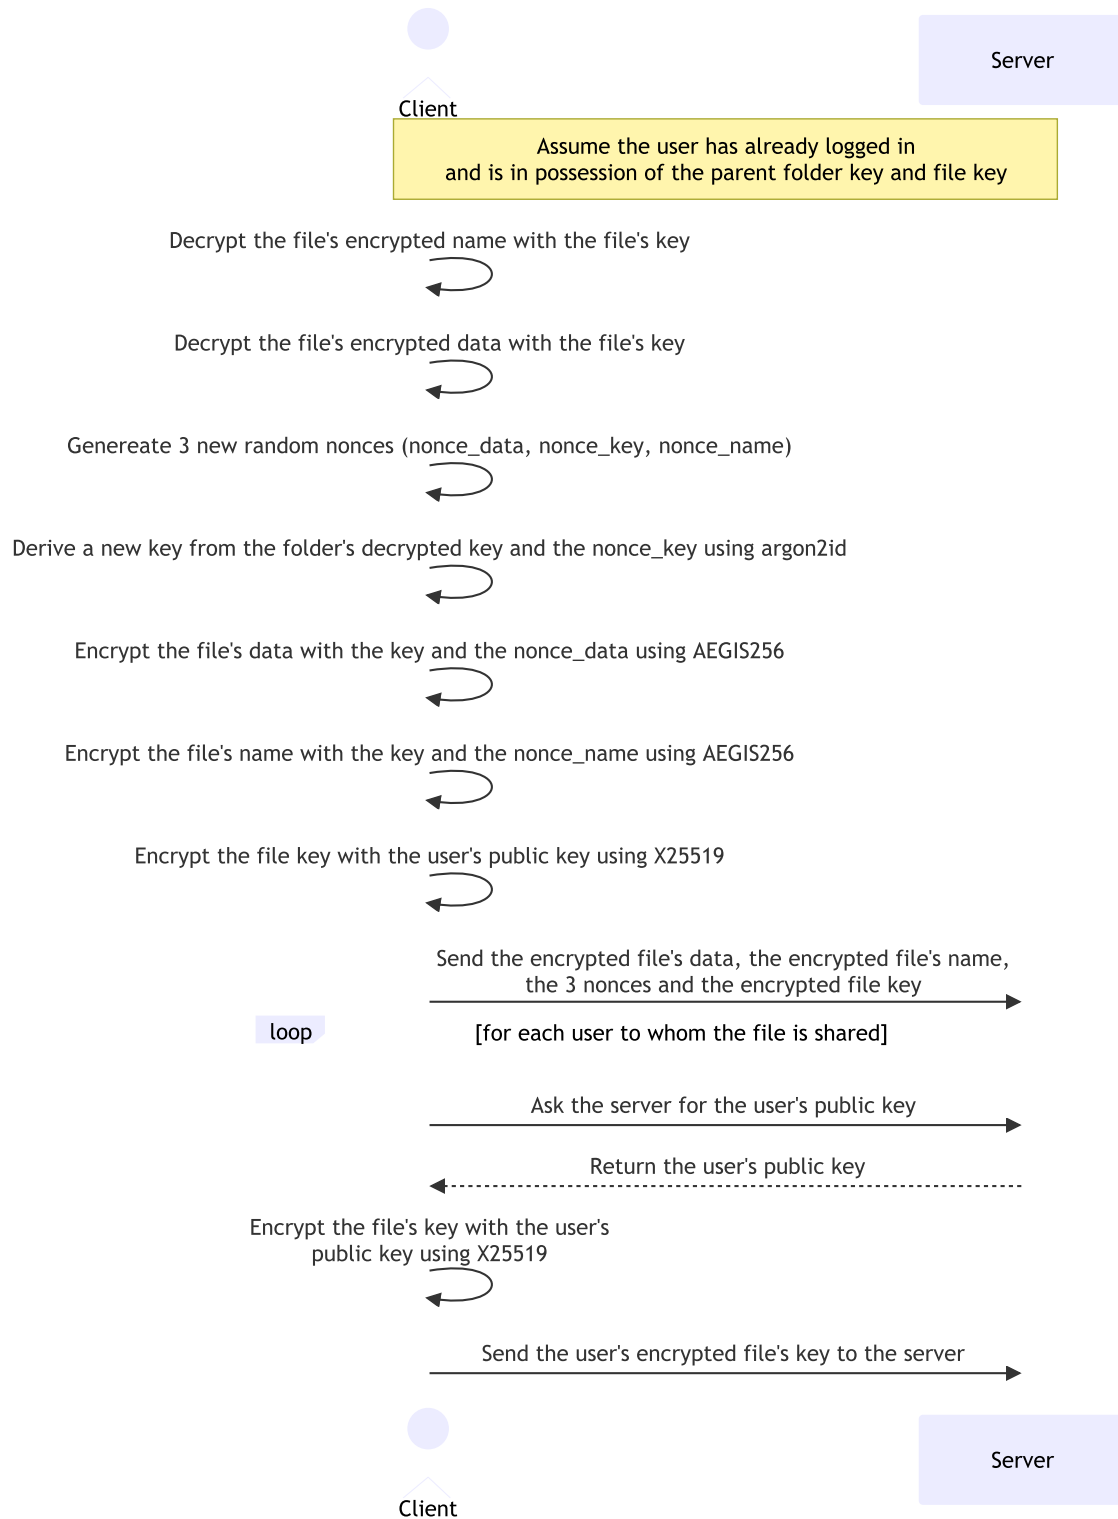 Client
Server
Assume the user has already logged in
and is in possession of the parent folder key and file key
Decrypt the file's encrypted name with the file's key
Decrypt the file's encrypted data with the file's key
Genereate 3 new random nonces (nonce_data, nonce_key, nonce_name)
Derive a new key from the folder's decrypted key and the nonce_key using argon2id
Encrypt the file's data with the key and the nonce_data using AEGIS256
Encrypt the file's name with the key and the nonce_name using AEGIS256
Encrypt the file key with the user's public key using X25519
Send the encrypted file's data, the encrypted file's name,
the 3 nonces and the encrypted file key
loop
[for each user to whom the file is shared]
Ask the server for the user's public key
Return the user's public key
Encrypt the file's key with the user's
public key using X25519
Send the user's encrypted file's key to the server
Client
Server